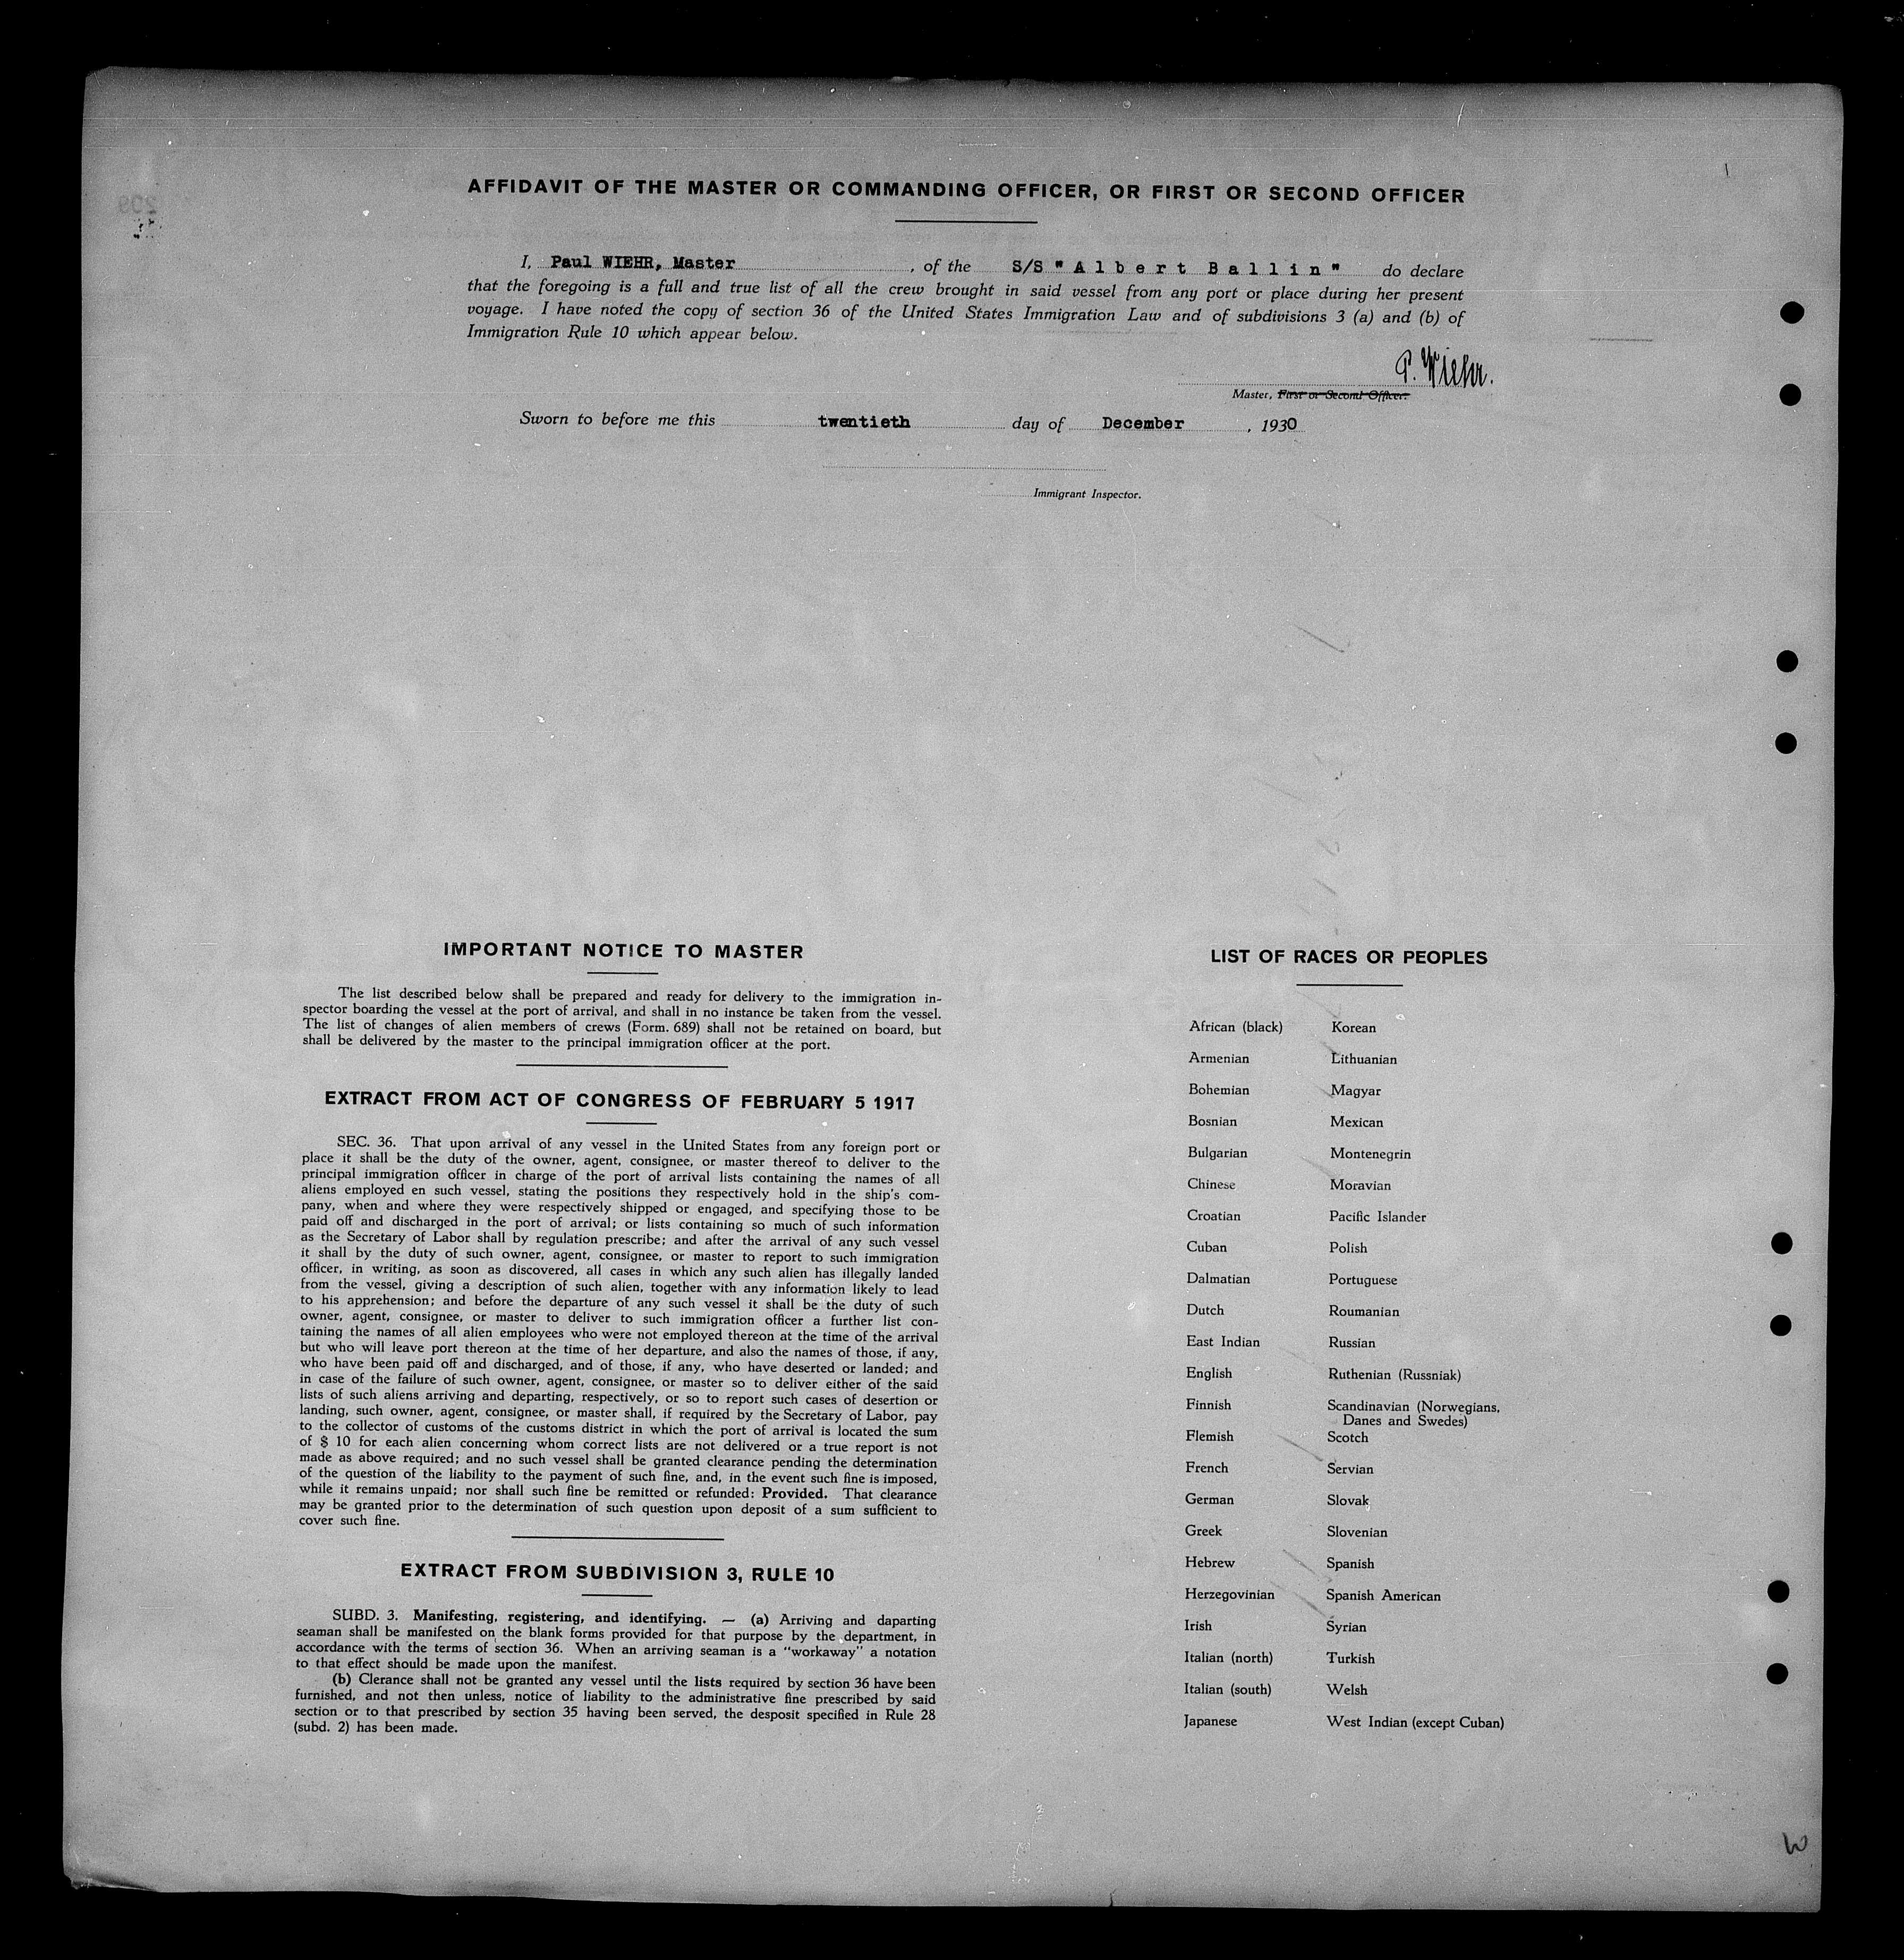 AFFIDAVIT OF THE MASTER OR COMMANDING OFFICER, OR FIRST OR SECOND OFFICER
I, Paul WIEHR, Master, of the S/S "Albert Ballin" do declare
that the foregoing is a full and true list of all the crew brought in said vessel from any port or place during her present
voyage. I have noted the copy of section 36 of the United States Immigration Law and of subdivisions 3 (a) and (b) of
Immigration Rule 10 which appear below.
P. Wiehr.
Master, First or Second Officer.
Sworn to before me this twentieth day of December, 1930
Immigrant Inspector.
IMPORTANT NOTICE TO MASTER
The list described below shall be prepared and ready for delivery to the immigration in-
spector boarding the vessel at the port of arrival, and shall in no instance be taken from the vessel.
The list of changes of alien members of crews (Form. 689) shall not be retained on board, but
shall be delivered by the master to the principal immigration officer at the port.
EXTRACT FROM ACT OF CONGRESS OF FEBRUARY 5 1917
SEC. 36. That upon arrival of any vessel in the United States from any foreign port or
place it shall be the duty of the owner, agent, consignee, or master thereof to deliver to the
principal immigration officer in charge of the port of arrival lists containing the names of all
aliens employed en such vessel, stating the positions they respectively hold in the ship's com-
pany, when and where they were respectively shipped or engaged, and specifying those to be
paid off and discharged in the port of arrival; or lists containing so much of such information
as the Secretary of Labor shall by regulation prescribe; and after the arrival of any such vessel
it shall by the duty of such owner, agent, consignee, or master to report to such immigration
officer, in writing, as soon as discovered, all cases in which any such alien has illegally landed
from the vessel, giving a description of such alien, together with any information likely to lead
to his apprehension; and before the departure of any such vessel it shall be the duty of such
owner, agent, consignee, or master to deliver to such immigration officer a further list con-
taining the names of all alien employees who were not employed thereon at the time of the arrival
but who will leave port thereon at the time of her departure, and also the names of those, if any,
who have been paid off and discharged, and of those, if any, who have deserted or landed; and
in case of the failure of such owner, agent, consignee, or master so to deliver either of the said
lists of such aliens arriving and departing, respectively, or so to report such cases of desertion or
landing, such owner, agent, consignee, or master shall, if required by the Secretary of Labor, pay
to the collector of customs of the customs district in which the port of arrival is located the sum
of $ 10 for each alien concerning whom correct lists are not delivered or a true report is not
made as above required; and no such vessel shall be granted clearance pending the determination
of the question of the liability to the payment of such fine, and, in the event such fine is imposed,
while it remains unpaid; nor shall such fine be remitted or refunded: Provided. That clearance
may be granted prior to the determination of such question upon deposit of a sum sufficient to
cover such fine.
EXTRACT FROM SUBDIVISION 3, RULE 10
SUBD. 3. Manifesting, registering, and identifying. — (a) Arriving and daparting
seaman shall be manifested on the blank forms provided for that purpose by the department, in
accordance with the terms of section 36. When an arriving seaman is a "workaway" a notation
to that effect should be made upon the manifest.
(b) Clerance shall not be granted any vessel until the lists required by section 36 have been
furnished, and not then unless, notice of liability to the administrative fine prescribed by said
section or to that prescribed by section 35 having been served, the desposit specified in Rule 28
(subd. 2) has been made.
LIST OF RACES OR PEOPLES
African (black) Korean
Armenian Lithuanian
Bohemian Magyar
Bosnian Mexican
Bulgarian Montenegrin
Chinese Moravian
Croatian Pacific Islander
Cuban Polish
Dalmatian Portuguese
Dutch Roumanian
East Indian Russian
English Ruthenian (Russniak)
Finnish Scandinavian (Norwegians,
Danes and Swedes)
Flemish Scotch
French Servian
German Slovak
Greek Slovenian
Hebrew Spanish
Herzegovinian Spanish American
Irish Syrian
Italian (north) Turkish
Italian (south) Welsh
Japanese West Indian (except Cuban)